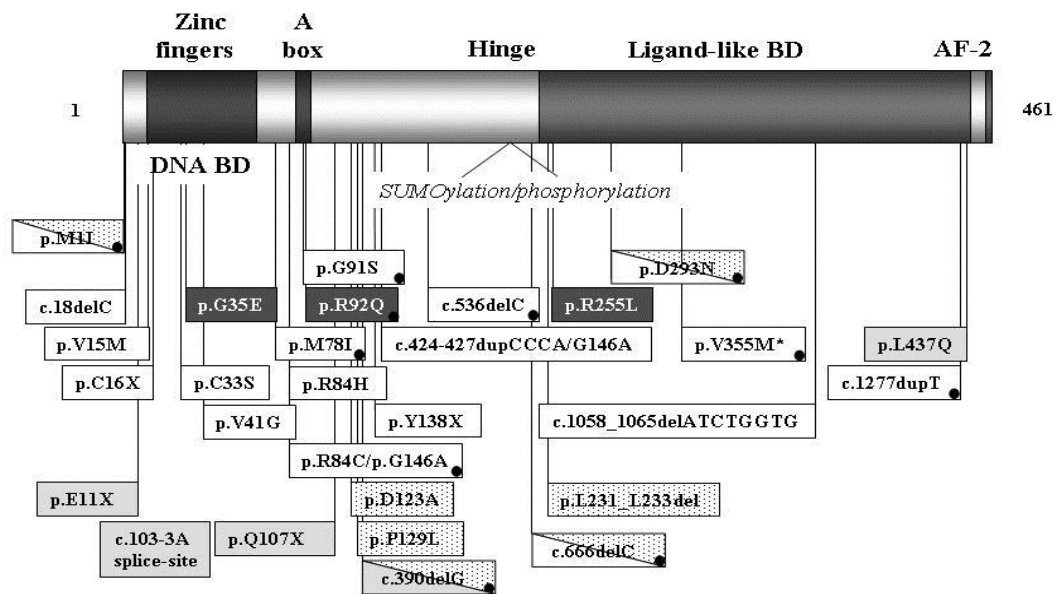 Zinc fingers
A box
Hinge
Ligand-like BD
AF-2
1
461
DNA BD
SUMOylation/phosphorylation
p.M1I
p.G91S
p.D293N
c.18delC
p.G35E
p.R92Q
c.536delC
p.R255L
p.V15M
p.M78I
c.424-427dupCCCA/G146A
p.V355M*
p.L437Q
p.C16X
p.C33S
p.R84H
c.1277dupT
p.V41G
p.Y138X
c.1058_1065delATCTGGTG
p.R84C/p.G146A
p.E11X
p.D123A
p.L231_L233del
c.103-3A
splice-site
p.Q107X
p.P129L
c.666delC
c.390delG